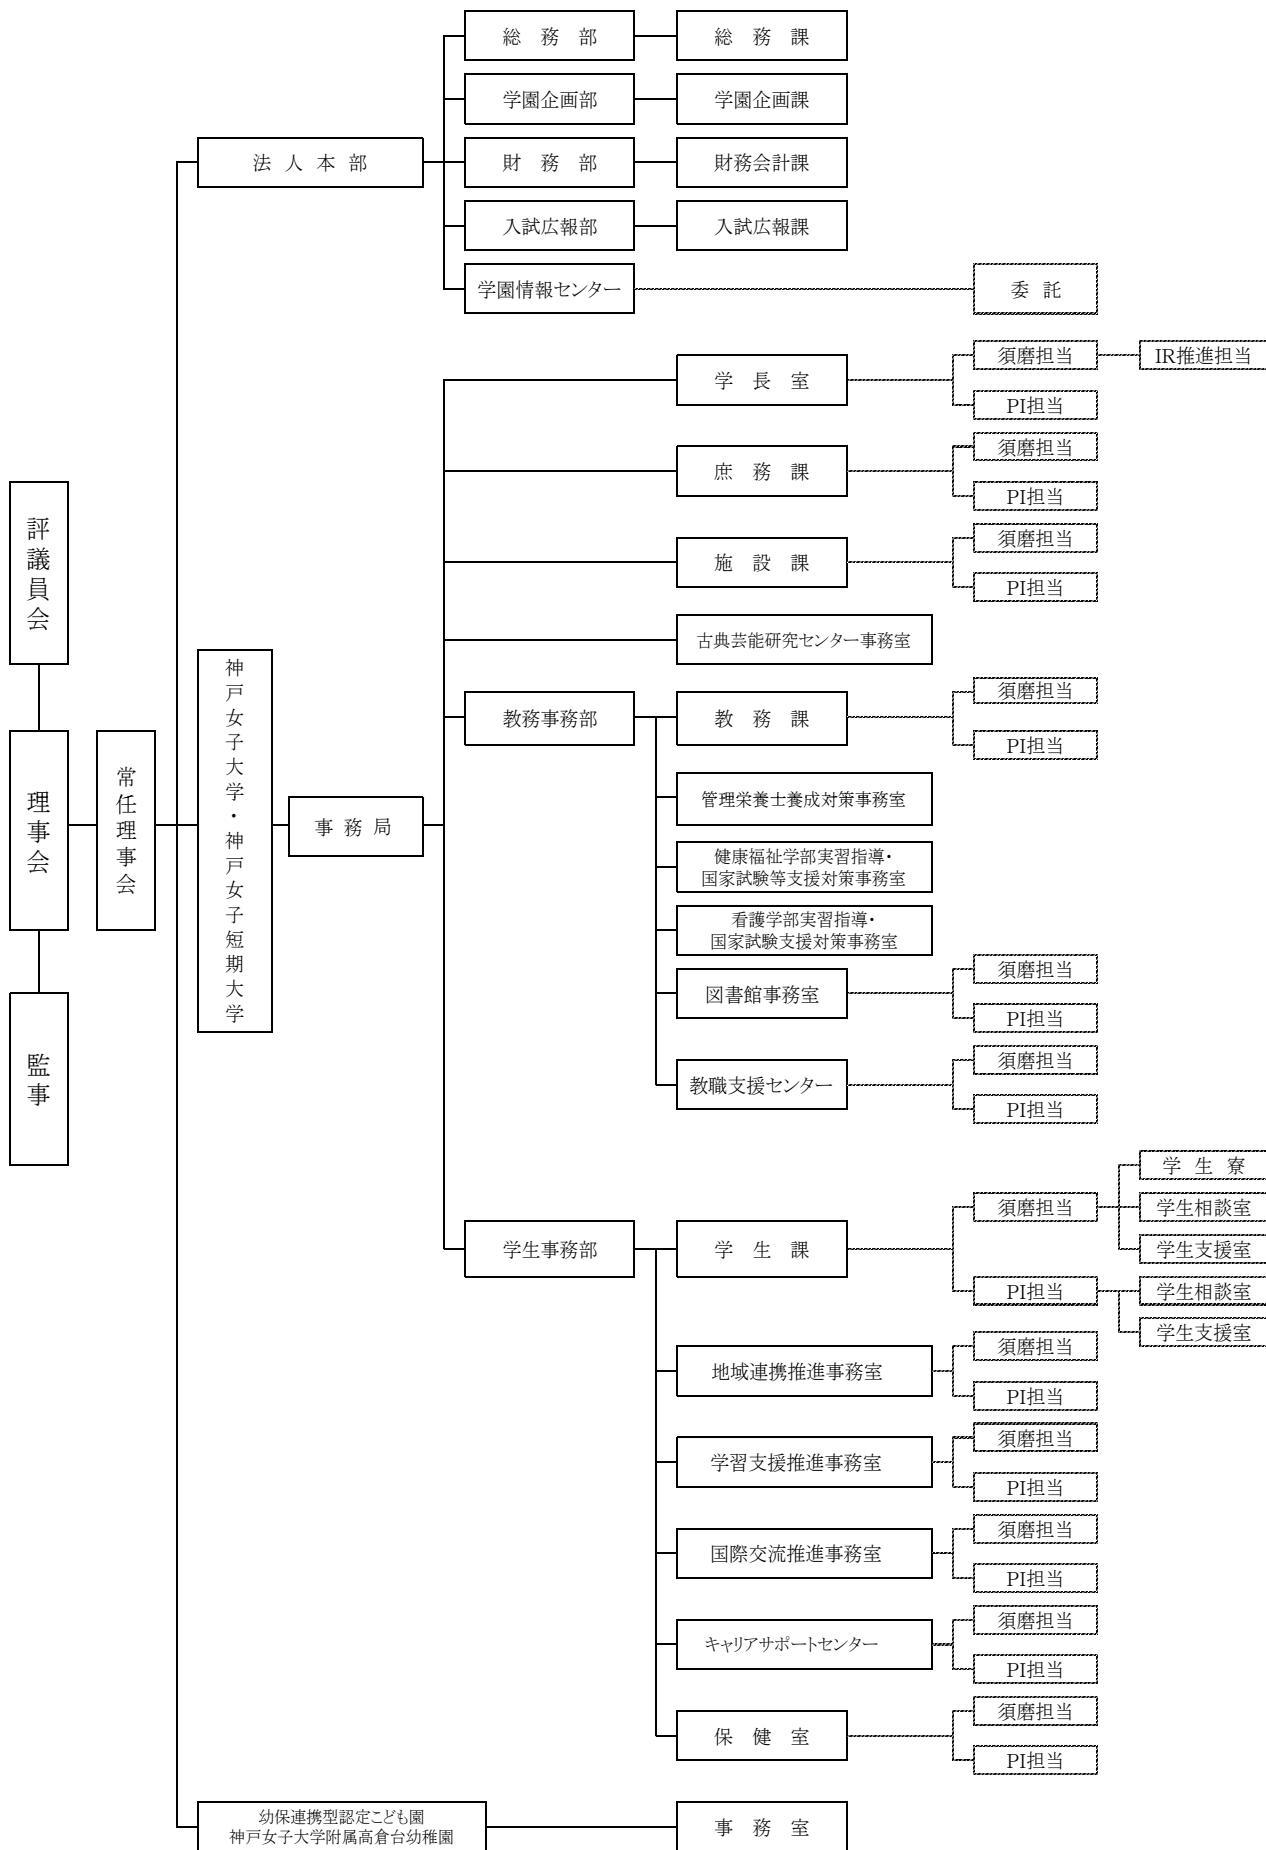 評議員会
理事会
監事
常任理事会
法人本部
総務部
総務課
学園企画部
学園企画課
財務部
財務会計課
入試広報部
入試広報課
学園情報センター
委託
神戸女子大学・神戸女子短期大学
事務局
学長室
須磨担当
IR推進担当
PI担当
庶務課
須磨担当
PI担当
施設課
須磨担当
PI担当
古典芸能研究センター事務室
教務事務部
教務課
須磨担当
PI担当
管理栄養士養成対策事務室
健康福祉学部実習指導・
国家試験等支援対策事務室
看護学部実習指導・
国家試験支援対策事務室
図書館事務室
須磨担当
PI担当
教職支援センター
須磨担当
PI担当
学生事務部
学生課
須磨担当
学生寮
学生相談室
学生支援室
PI担当
学生相談室
学生支援室
地域連携推進事務室
須磨担当
PI担当
学習支援推進事務室
須磨担当
PI担当
国際交流推進事務室
須磨担当
PI担当
キャリアサポートセンター
須磨担当
PI担当
保健室
須磨担当
PI担当
幼保連携型認定こども園
神戸女子大学附属高倉台幼稚園
事務室